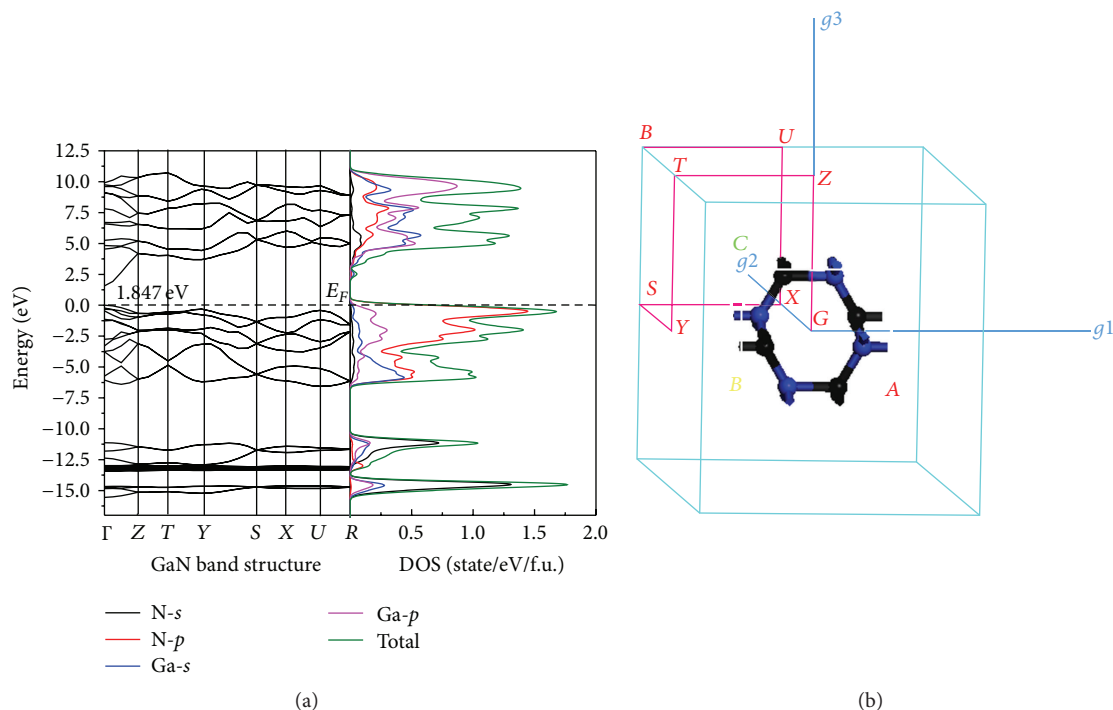 12.5
10.0
7.5
5.0
2.5
0.0
−2.5
−5.0
−7.5
−10.0
−12.5
−15.0
Energy (eV)
1.847 eV
E_F
Γ Z T Y S X U R 0.5 1.0 1.5 2.0
GaN band structure
DOS (state/eV/f.u.)
N-s
N-p
Ga-s
Ga-p
Total
(a)
g3
B U
T Z
C
g2
S X
Y G g1
B A
(b)